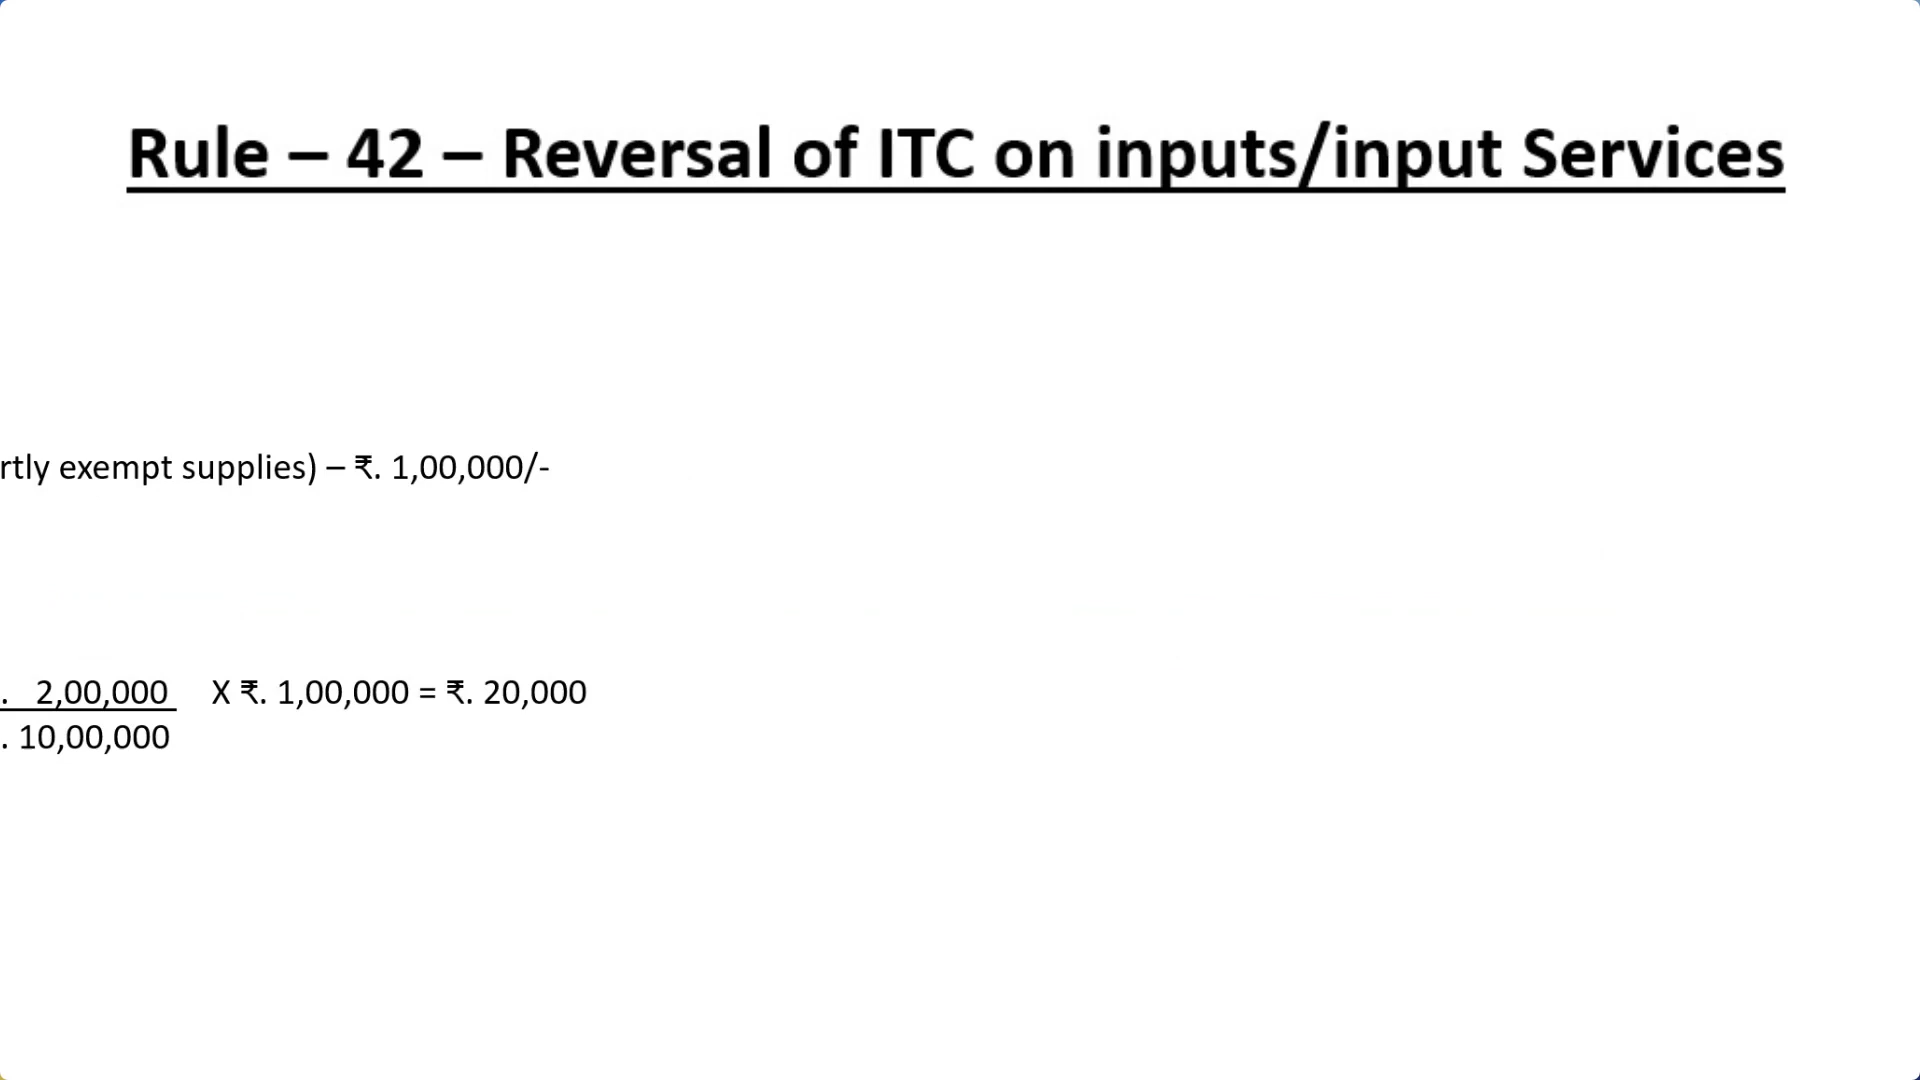 Rule – 42 – Reversal of ITC on inputs/input Services
exempt supplies) – ₹. 1,00,000/-
. 2,00,000 X ₹. 1,00,000 = ₹. 20,000
. 10,00,000